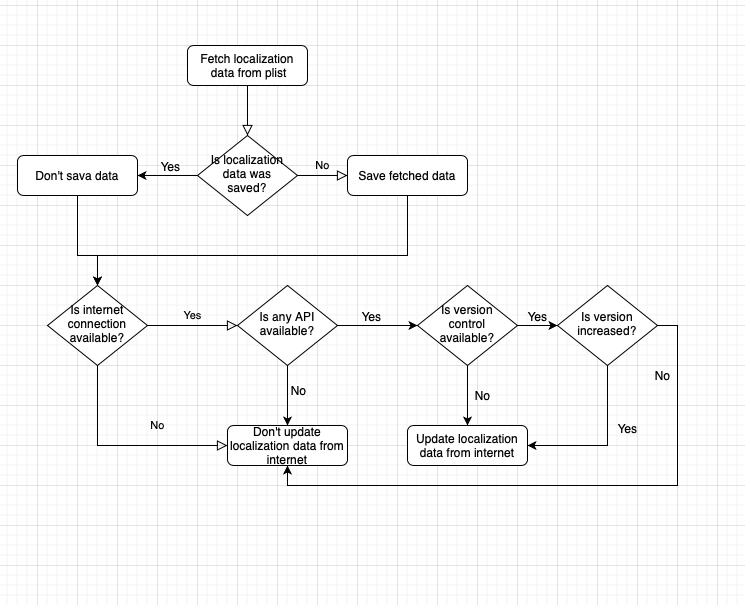 Fetch localization
data from plist
Is localization
data was
saved?
Yes
No
Don't sava data
Save fetched data
Is internet
connection
available?
Yes
Is any API
available?
Yes
Is version
control
available?
Yes
Is version
increased?
No
No
No
No
Yes
Don't update
localization data from
internet
Update localization
data from internet